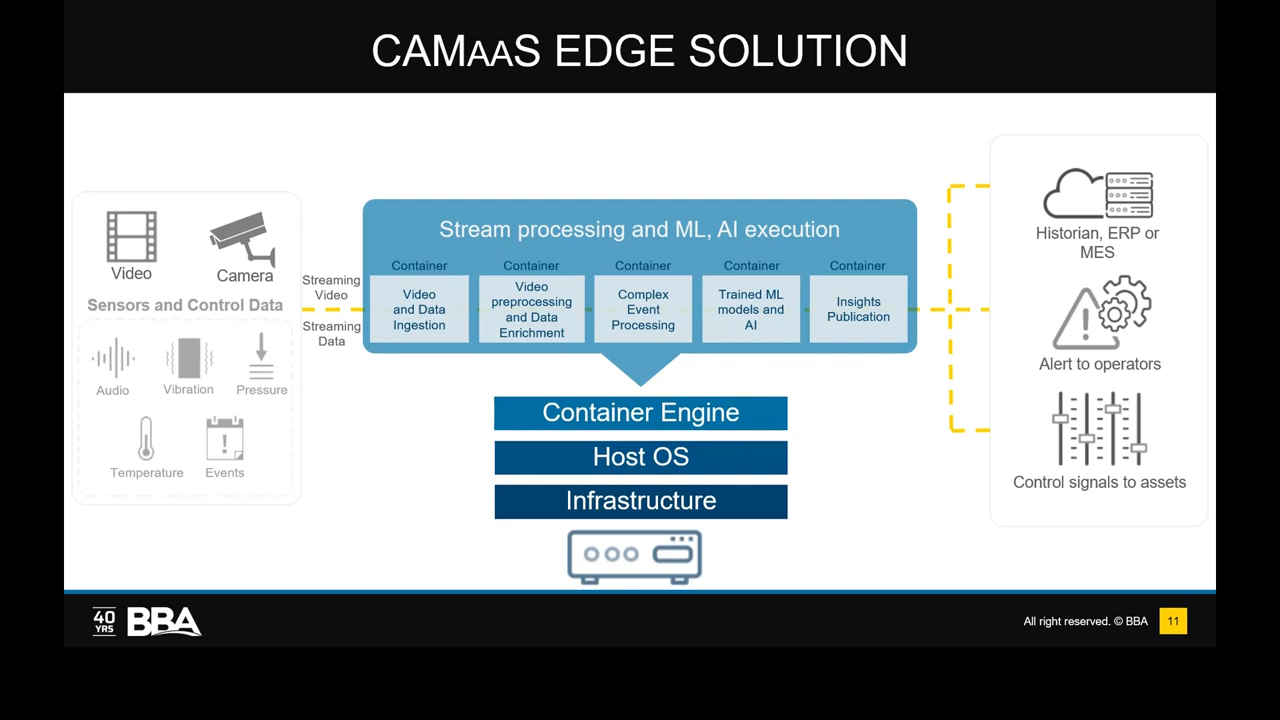 CAMAAS EDGE SOLUTION
Video
Camera
Sensors and Control Data
Audio
Vibration
Pressure
Temperature
Events
Streaming
Video
Streaming
Data
Stream processing and ML, AI execution
Container
Video
and Data
Ingestion
Container
Video
preprocessing
and Data
Enrichment
Container
Complex
Event
Processing
Container
Trained ML
models and
AI
Container
Insights
Publication
Container Engine
Host OS
Infrastructure
Historian, ERP or
MES
Alert to operators
Control signals to assets
40
YRS
BBA
All right reserved. © BBA
11